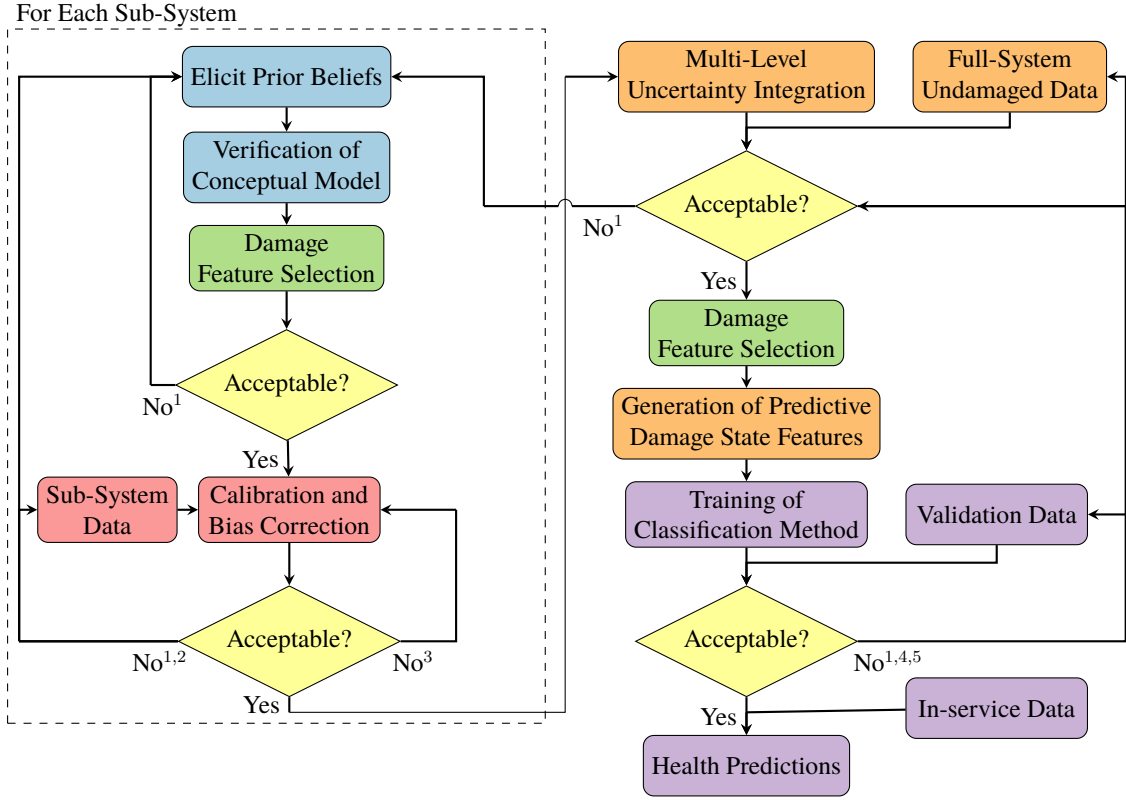 For Each Sub-System
Elicit Prior Beliefs
Verification of
Conceptual Model
Damage
Feature Selection
Acceptable?
No¹
Yes
Sub-System
Data
Calibration and
Bias Correction
Acceptable?
No¹,²
No³
Yes
Multi-Level
Uncertainty Integration
Full-System
Undamaged Data
Acceptable?
No¹
Yes
Damage
Feature Selection
Generation of Predictive
Damage State Features
Training of
Classification Method
Validation Data
Acceptable?
No¹,⁴,⁵
Yes
In-service Data
Health Predictions